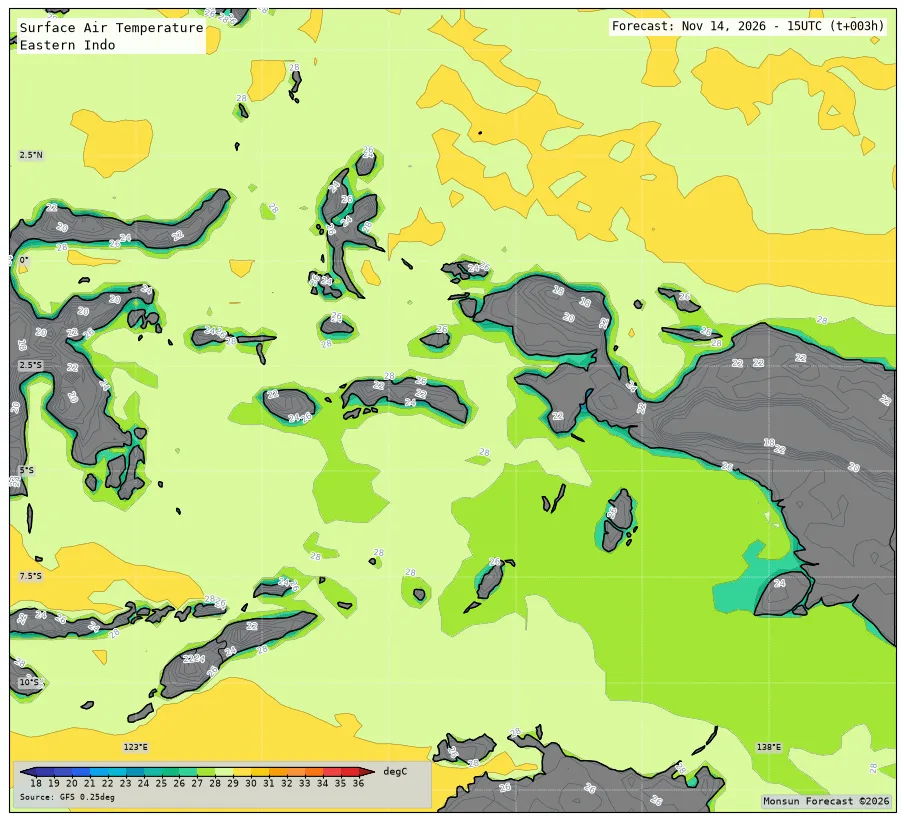 Surface Air Temperature
Eastern Indo
Forecast: Nov 14, 2026 - 15UTC (t+003h)
2.5°N
0°
2.5°S
5°S
7.5°S
10°S
123°E
138°E
18 19 20 21 22 23 24 25 26 27 28 29 30 31 32 33 34 35 36 degC
Source: GFS 0.25deg
Monsun Forecast ©2026